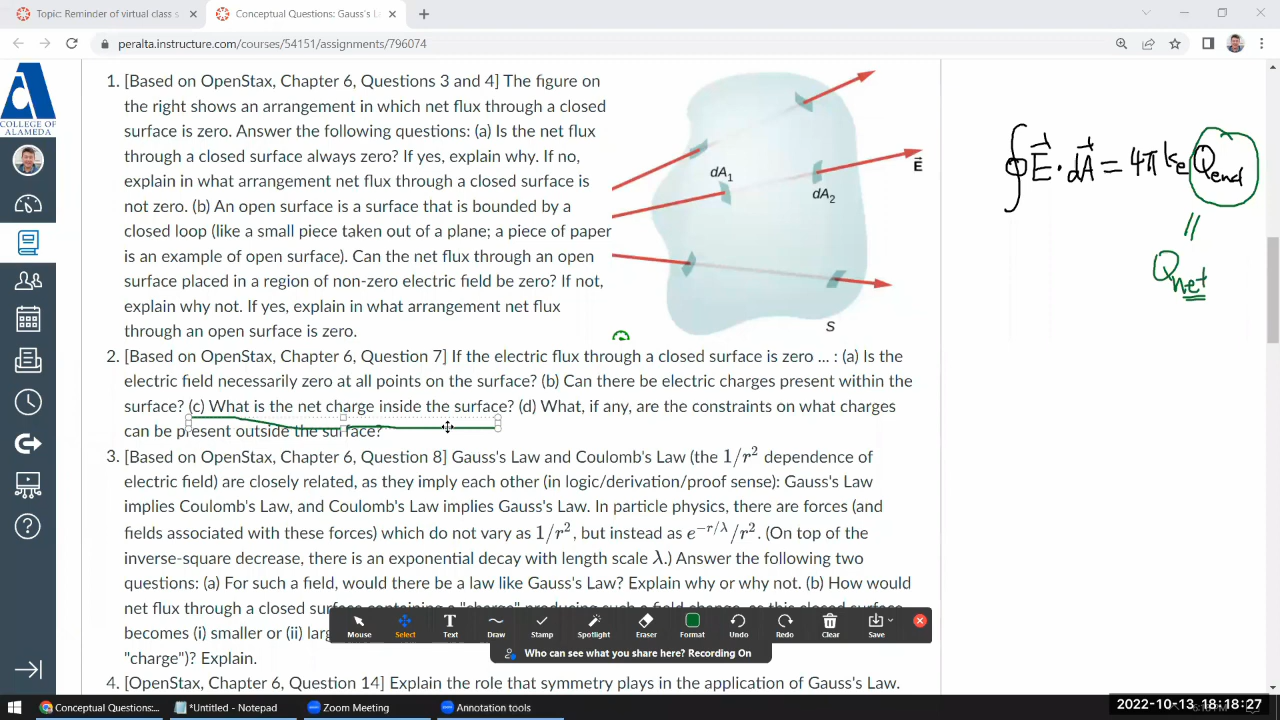 Topic: Reminder of virtual class s
Conceptual Questions: Gauss's L
peralta.instructure.com/courses/54151/assignments/796074
COLLEGE OF
ALAMEDA
1. [Based on OpenStax, Chapter 6, Questions 3 and 4] The figure on
the right shows an arrangement in which net flux through a closed
surface is zero. Answer the following questions: (a) Is the net flux
through a closed surface always zero? If yes, explain why. If no,
explain in what arrangement net flux through a closed surface is
not zero. (b) An open surface is a surface that is bounded by a
closed loop (like a small piece taken out of a plane; a piece of paper
is an example of open surface). Can the net flux through an open
surface placed in a region of non-zero electric field be zero? If not,
explain why not. If yes, explain in what arrangement net flux
through an open surface is zero.
dA₁
dA₂
E⃗
S
∮E⃗·dA⃗ = 4π kₑ Qend
||
Qnet
2. [Based on OpenStax, Chapter 6, Question 7] If the electric flux through a closed surface is zero ... : (a) Is the
electric field necessarily zero at all points on the surface? (b) Can there be electric charges present within the
surface? (c) What is the net charge inside the surface? (d) What, if any, are the constraints on what charges
can be present outside the surface?
3. [Based on OpenStax, Chapter 6, Question 8] Gauss's Law and Coulomb's Law (the 1/r² dependence of
electric field) are closely related, as they imply each other (in logic/derivation/proof sense): Gauss's Law
implies Coulomb's Law, and Coulomb's Law implies Gauss's Law. In particle physics, there are forces (and
fields associated with these forces) which do not vary as 1/r², but instead as e^{-r/λ}/r². (On top of the
inverse-square decrease, there is an exponential decay with length scale λ.) Answer the following two
questions: (a) For such a field, would there be a law like Gauss's Law? Explain why or why not. (b) How would
net flux through a closed surface containing a "charge" producing such a field change, as this closed surface
becomes (i) smaller or (ii) larg
"charge")? Explain.
4. [OpenStax, Chapter 6, Question 14] Explain the role that symmetry plays in the application of Gauss's Law.
Mouse Select Text Draw Stamp Spotlight Eraser Format Undo Redo Clear Save
Who can see what you share here? Recording On
Conceptual Questions:... *Untitled - Notepad Zoom Meeting Annotation tools
2022-10-13 18:18:27